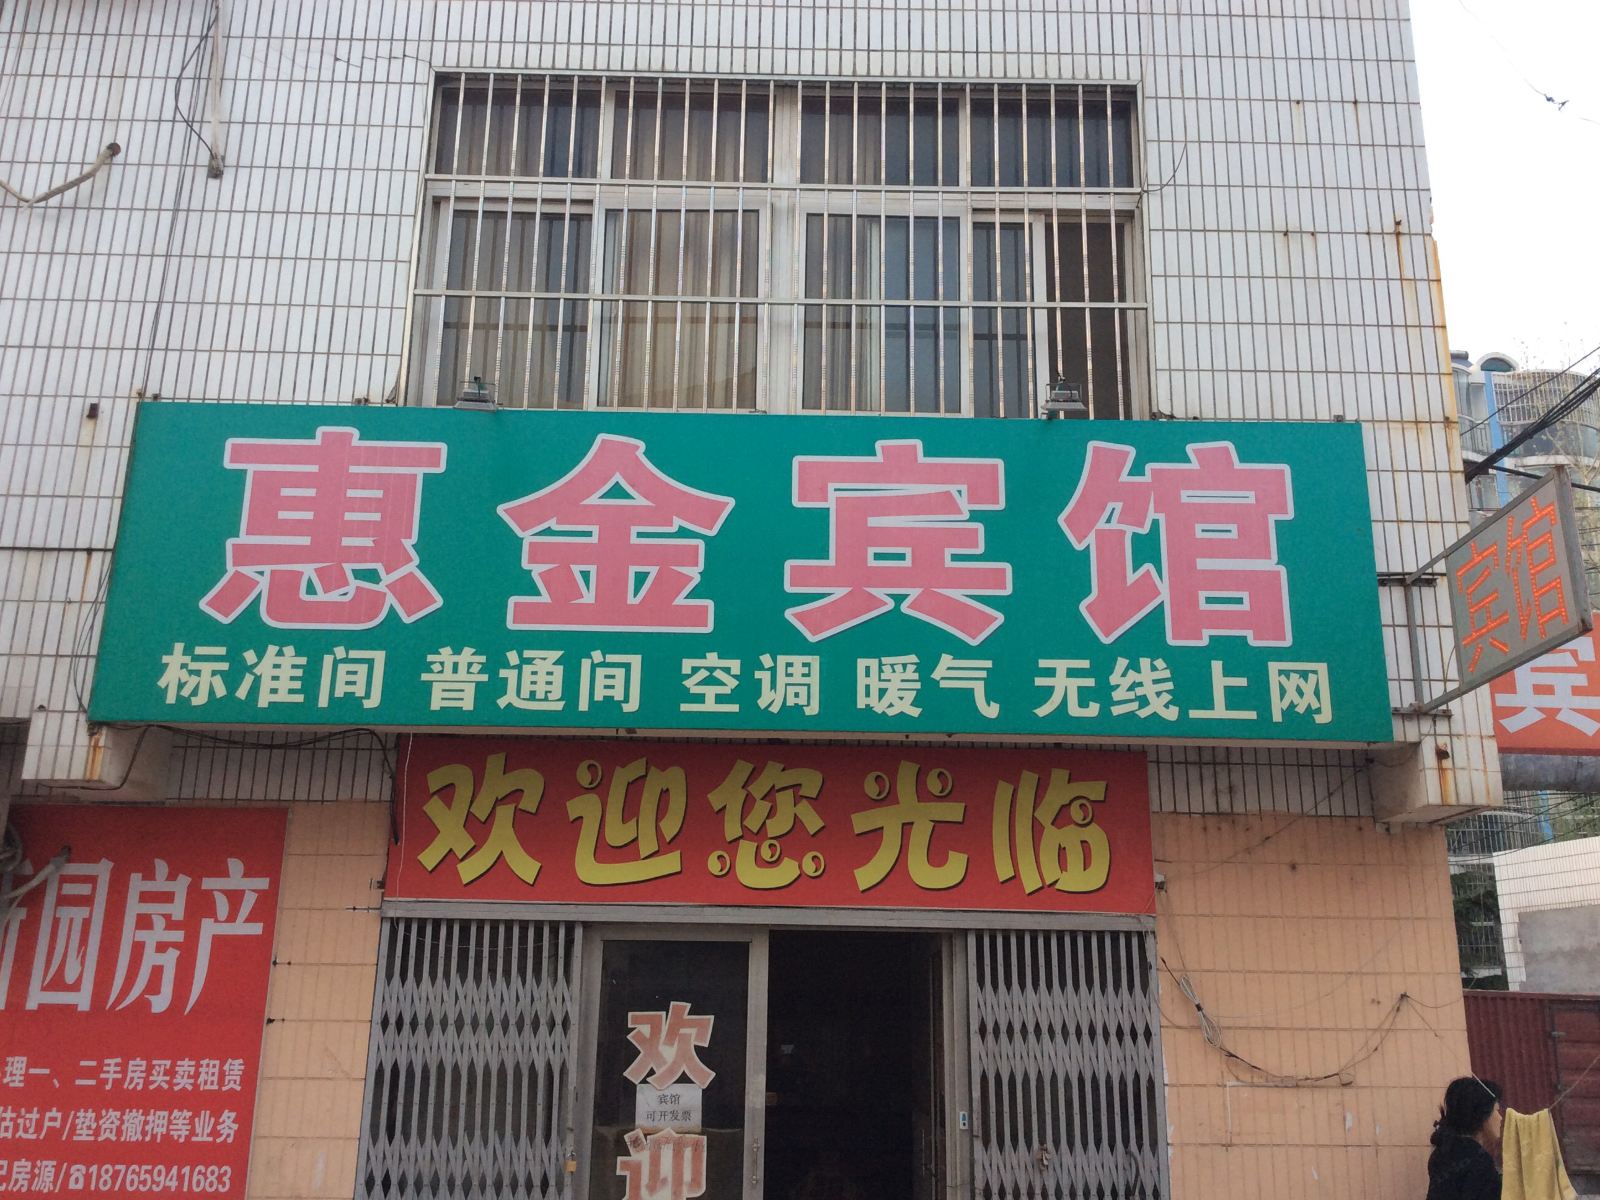 惠金宾馆
标准间 普通间 空调 暖气 无线上网
宾馆
宾
欢迎您光临
园房产
理一、二手房买卖租赁
估过户/垫资撤押等业务
房源/☎18765941683
欢
宾馆
可开发票
迎